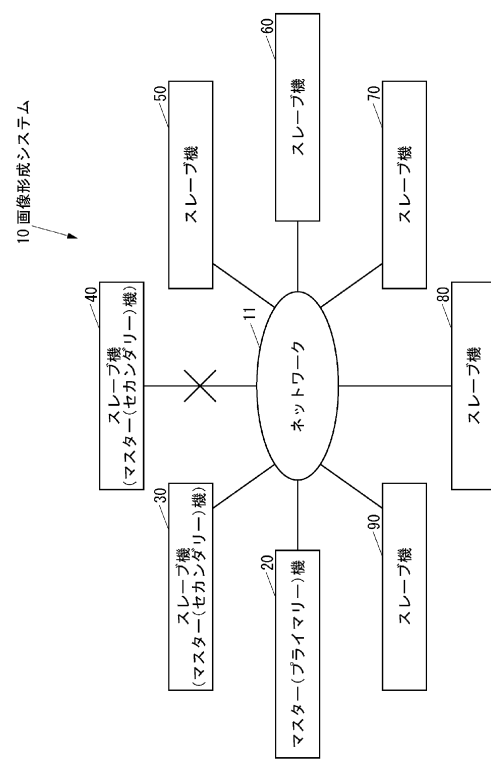 10 画像形成システム
40
スレーブ機
(マスター(セカンダリー)機)
30
スレーブ機
(マスター(セカンダリー)機)
50
スレーブ機
20
マスター(プライマリー)機
11
ネットワーク
60
スレーブ機
90
スレーブ機
70
スレーブ機
80
スレーブ機